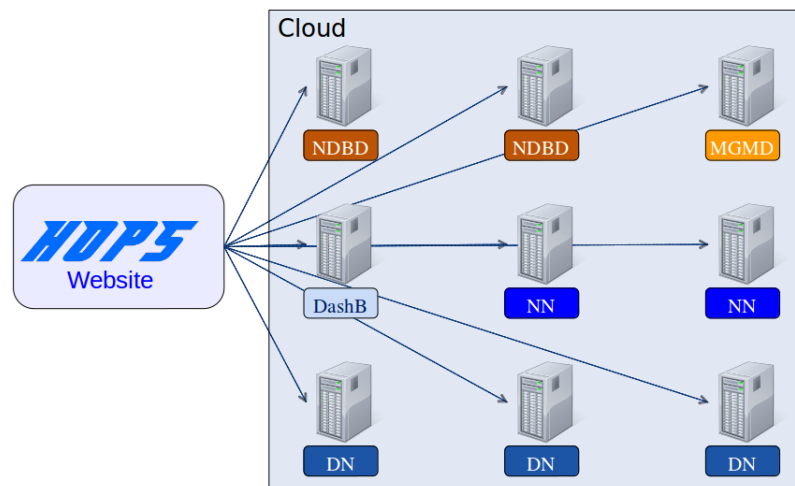 Cloud
NDBD
NDBD
MGMD
HOPS
Website
DashB
NN
NN
DN
DN
DN